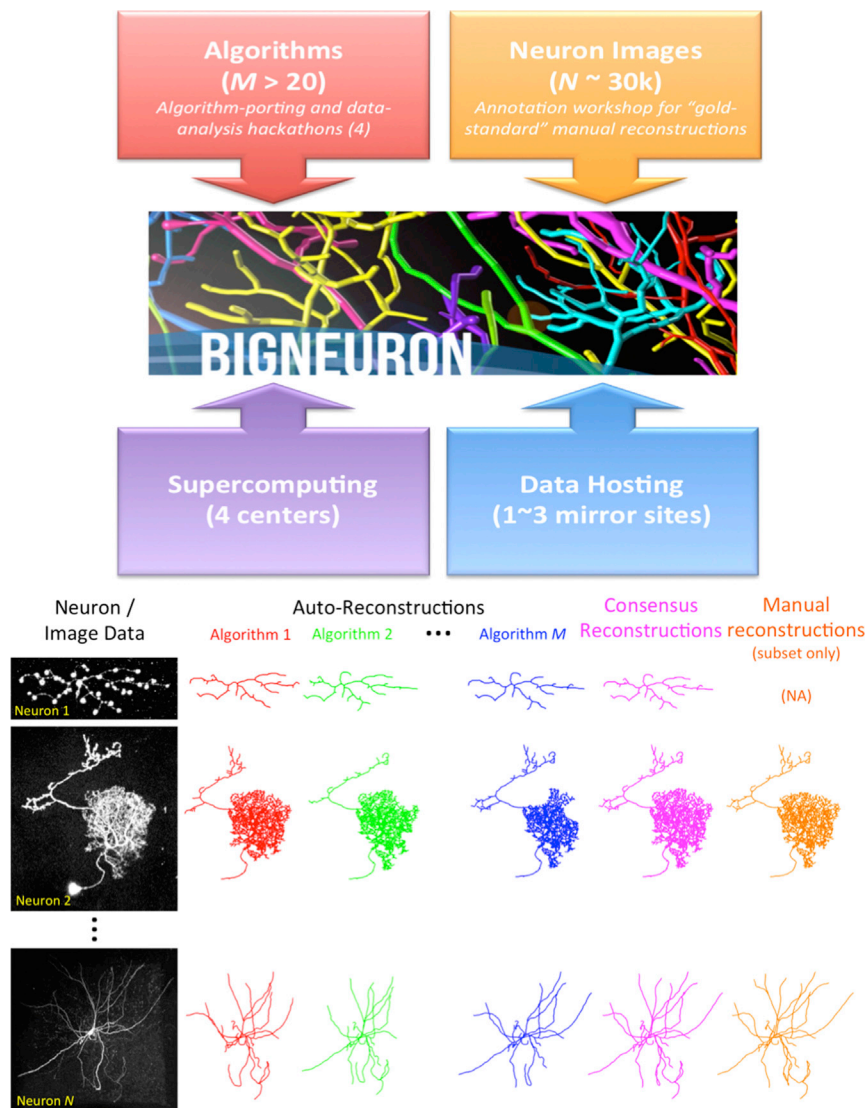 Algorithms
(M > 20)
Algorithm-porting and data-
analysis hackathons (4)
Neuron Images
(N ~ 30k)
Annotation workshop for “gold-
standard” manual reconstructions
BIGNEURON
Supercomputing
(4 centers)
Data Hosting
(1~3 mirror sites)
Neuron /
Image Data
Auto-Reconstructions
Algorithm 1
Algorithm 2
•••
Algorithm M
Consensus
Reconstructions
Manual
reconstructions
(subset only)
Neuron 1
(NA)
Neuron 2
Neuron N